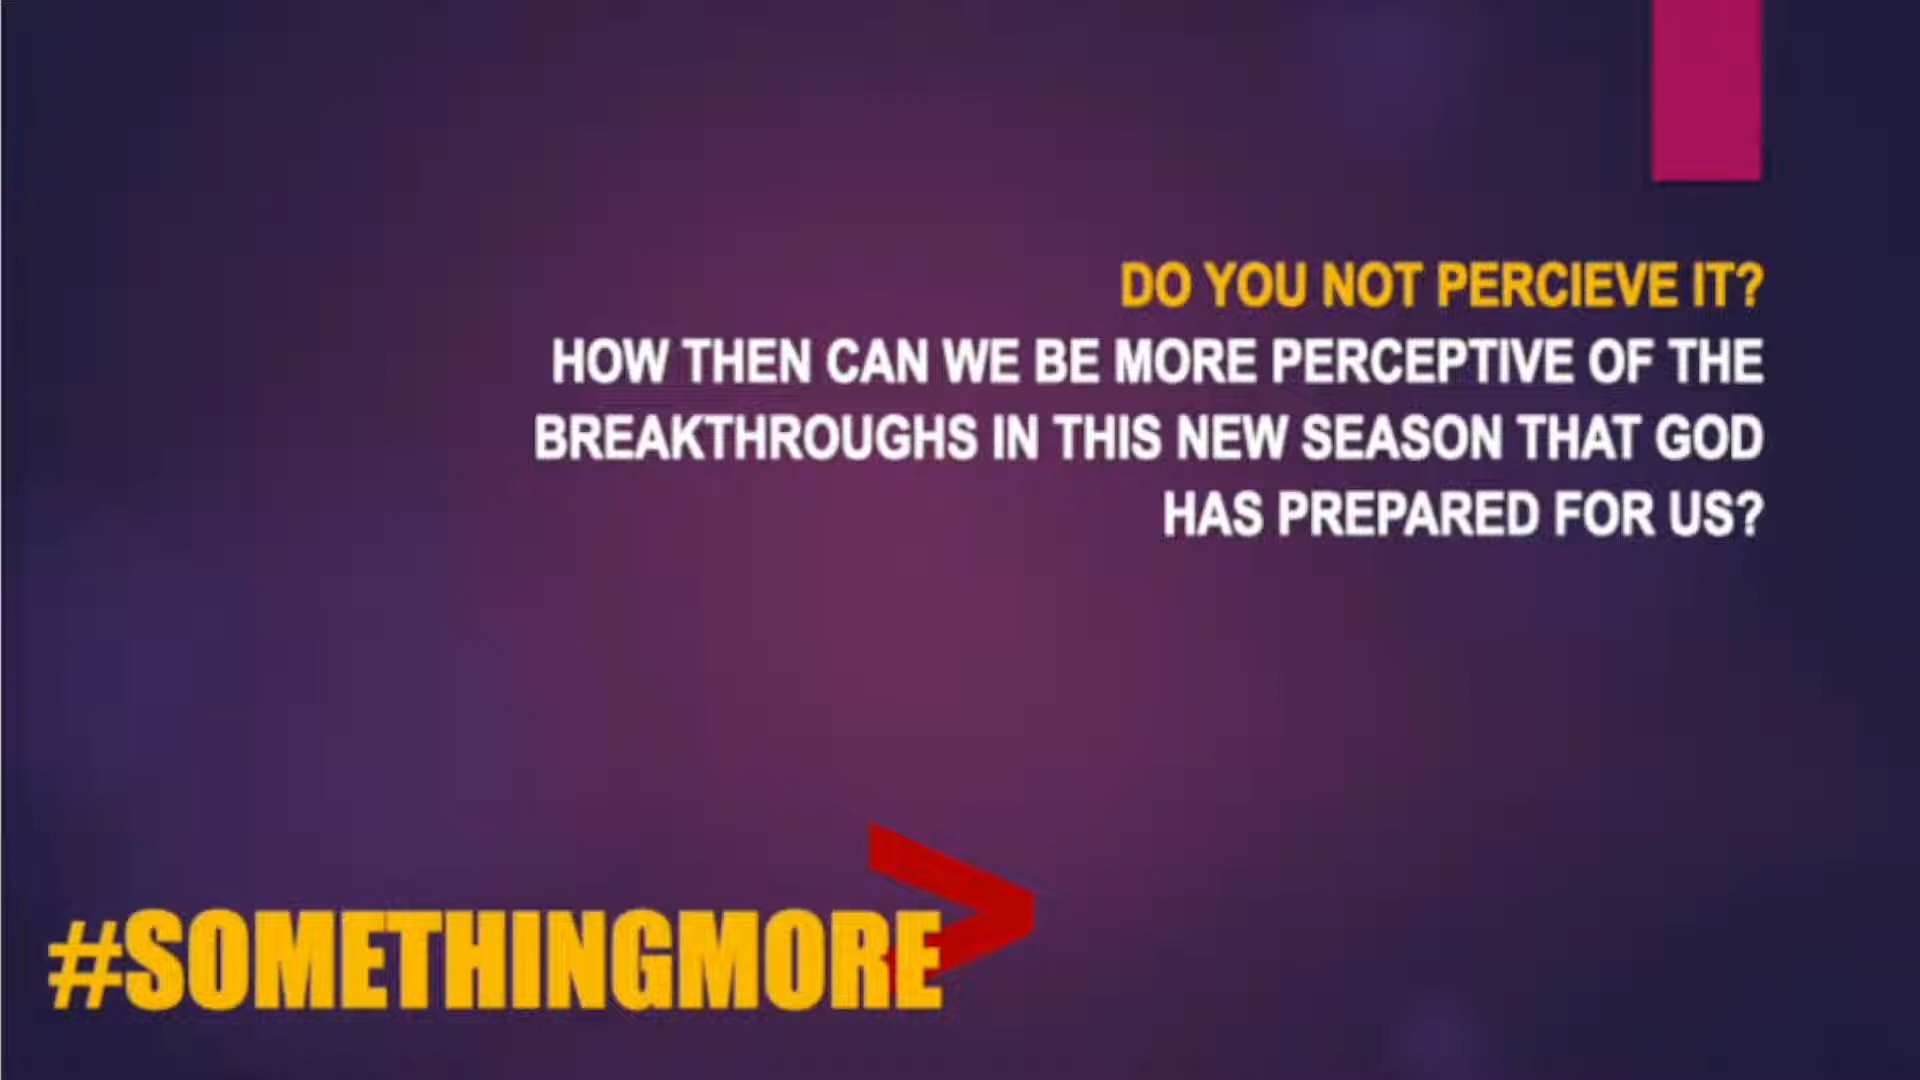 DO YOU NOT PERCIEVE IT?
HOW THEN CAN WE BE MORE PERCEPTIVE OF THE
BREAKTHROUGHS IN THIS NEW SEASON THAT GOD
HAS PREPARED FOR US?
#SOMETHINGMORE>